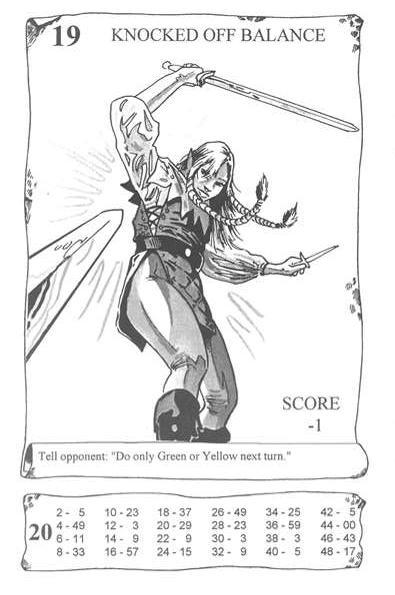 19 KNOCKED OFF BALANCE
SCORE
-1
Tell opponent: "Do only Green or Yellow next turn."
20
2 - 5 10 - 23 18 - 37 26 - 49 34 - 25 42 - 5
4 - 49 12 - 3 20 - 29 28 - 23 36 - 59 44 - 00
6 - 11 14 - 9 22 - 9 30 - 3 38 - 3 46 - 43
8 - 33 16 - 57 24 - 15 32 - 9 40 - 5 48 - 17